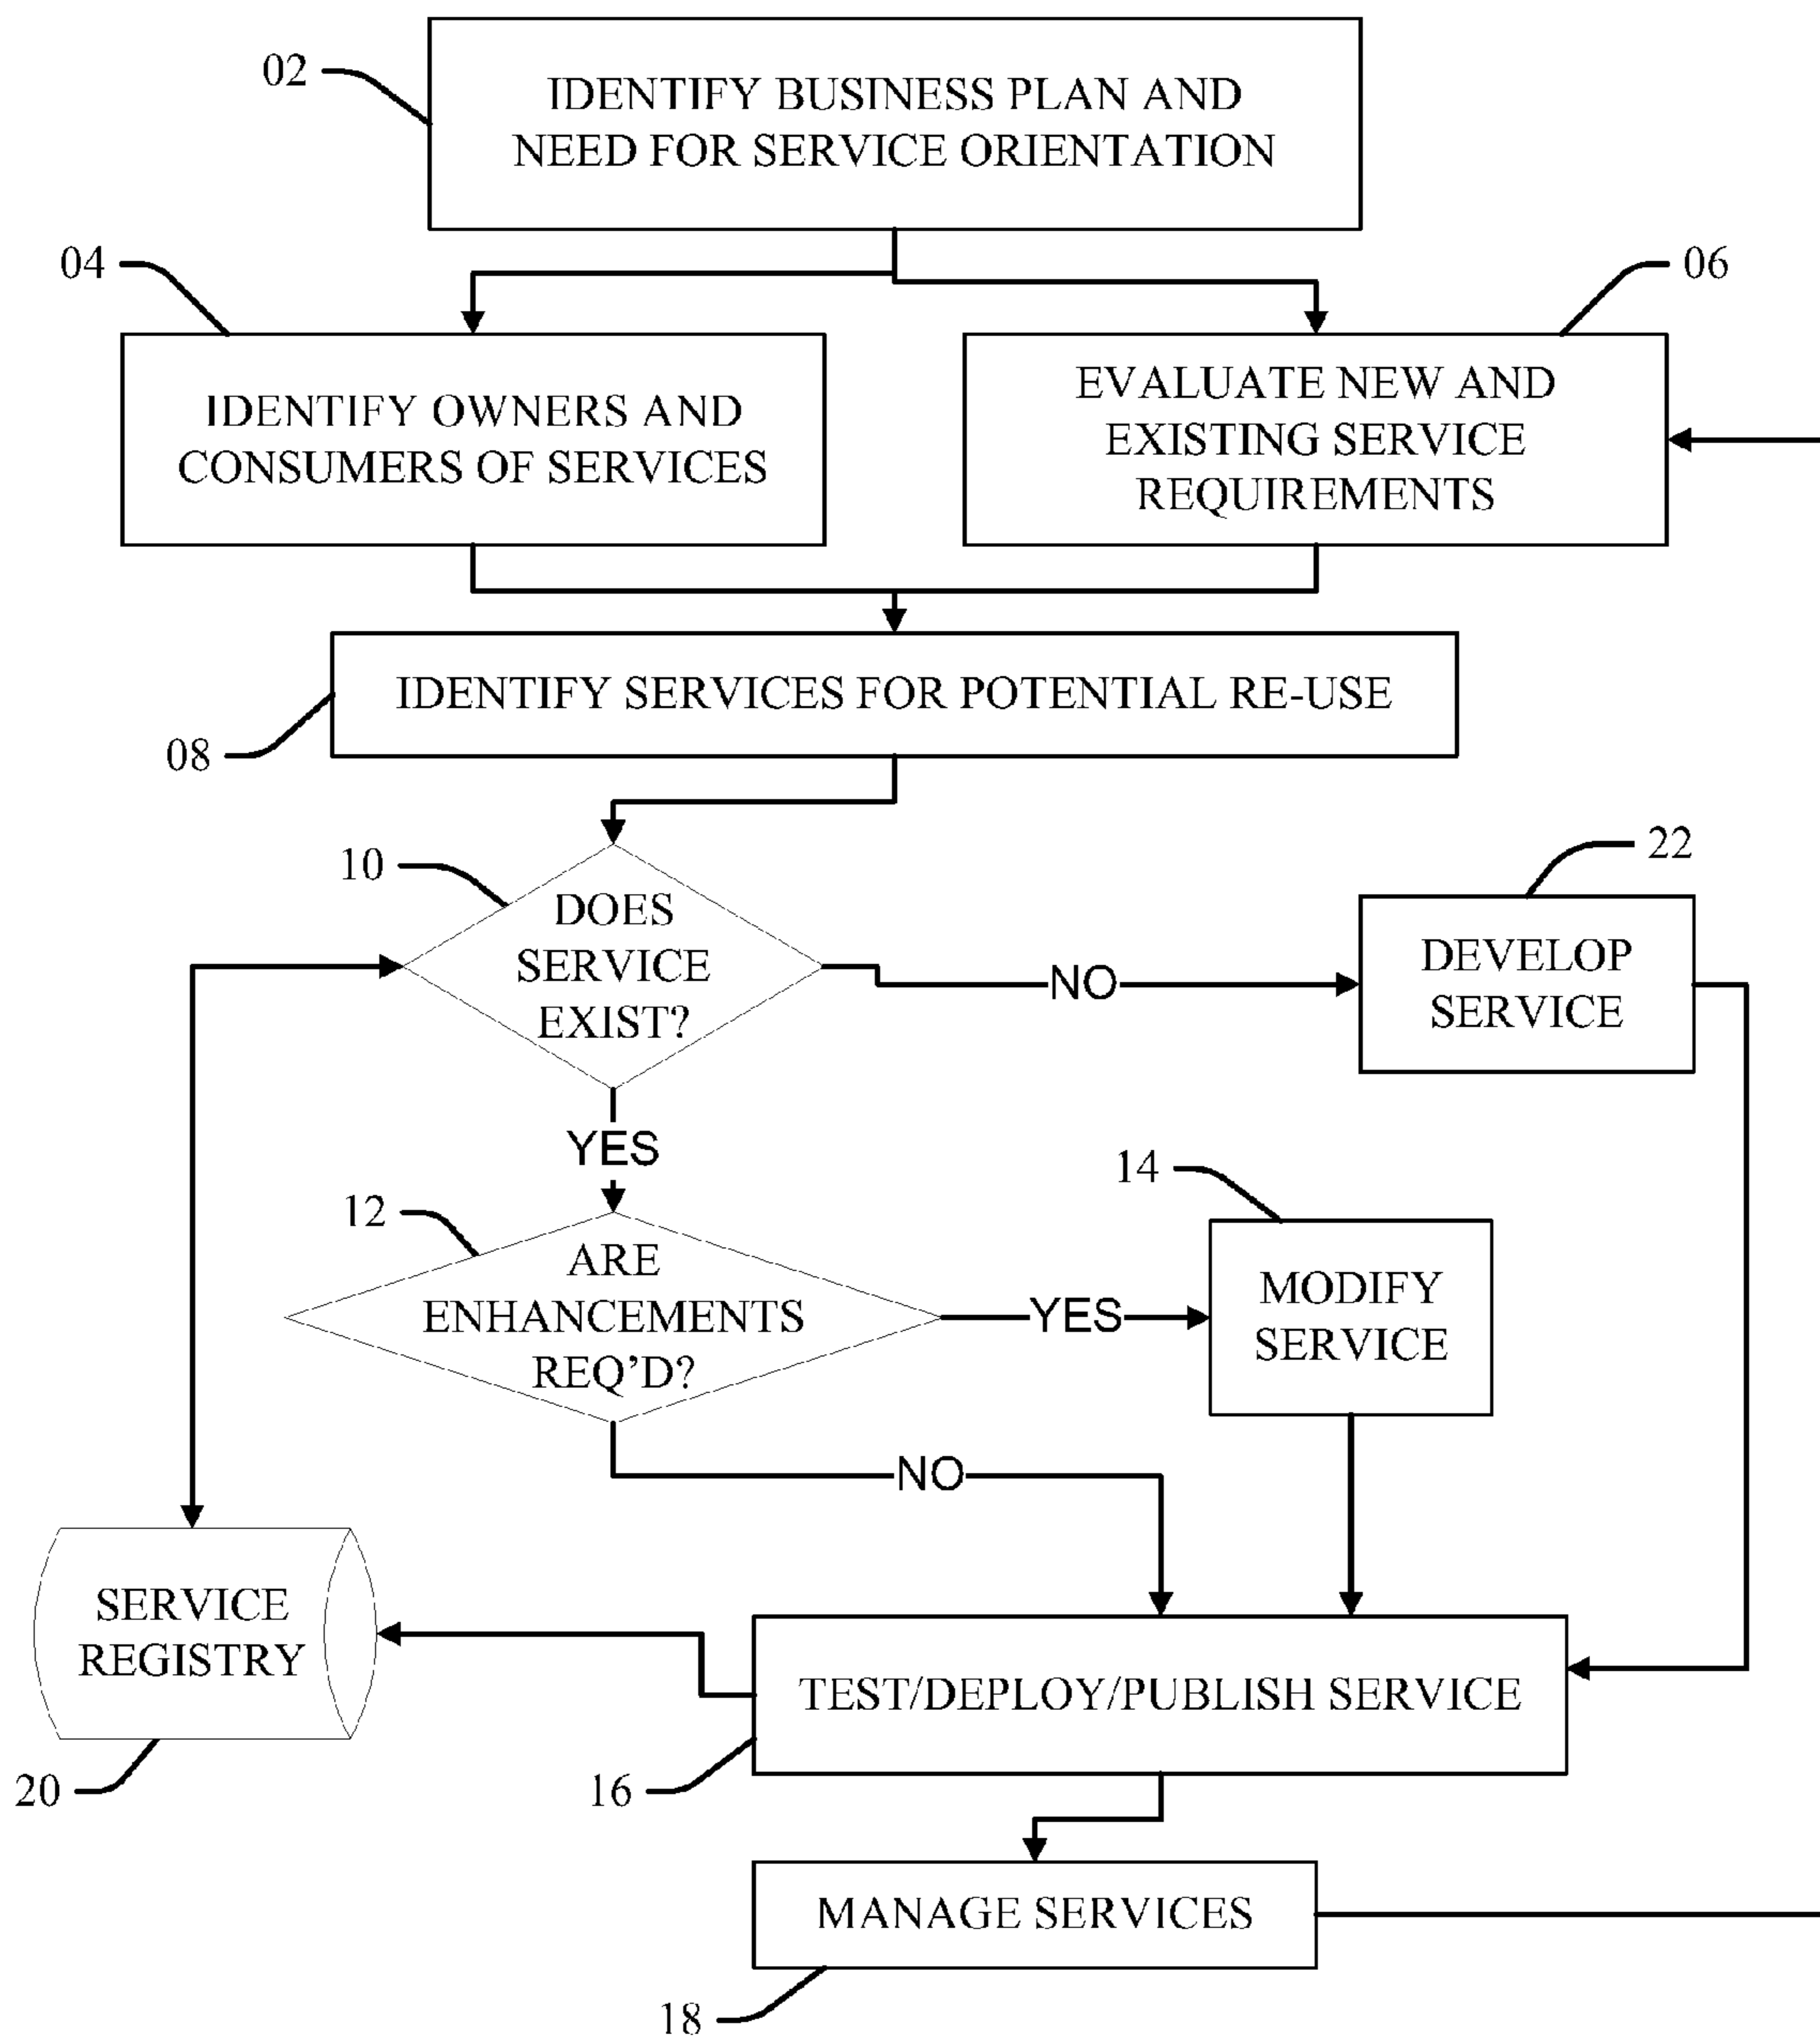 02
IDENTIFY BUSINESS PLAN AND
NEED FOR SERVICE ORIENTATION
04
06
IDENTIFY OWNERS AND
CONSUMERS OF SERVICES
EVALUATE NEW AND
EXISTING SERVICE
REQUIREMENTS
IDENTIFY SERVICES FOR POTENTIAL RE-USE
08
10
DOES
SERVICE
EXIST?
NO
22
DEVELOP
SERVICE
YES
12
ARE
ENHANCEMENTS
REQ'D?
YES
14
MODIFY
SERVICE
NO
SERVICE
REGISTRY
20
TEST/DEPLOY/PUBLISH SERVICE
16
MANAGE SERVICES
18